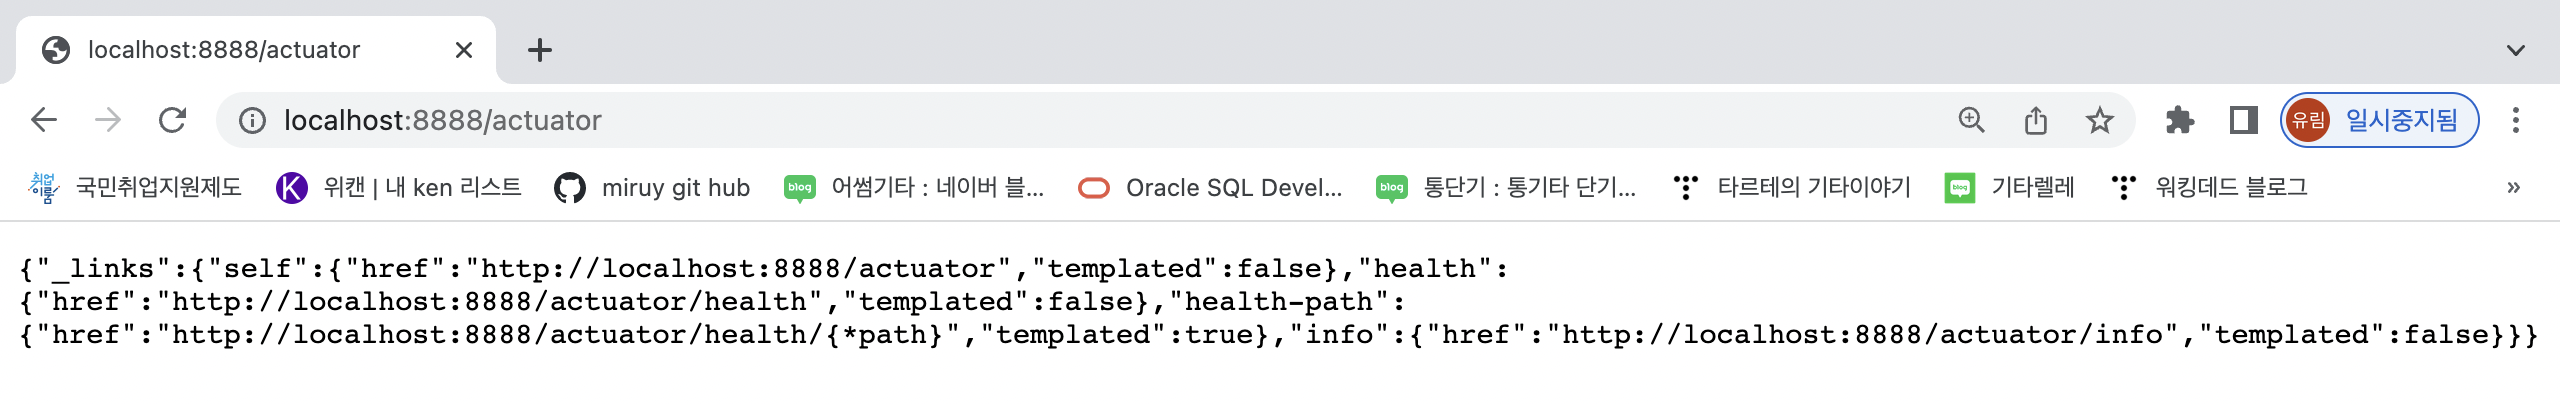 localhost:8888/actuator
localhost:8888/actuator
유림 일시중지됨
취업이룸 국민취업지원제도 K 위캔 | 내 ken 리스트 miruy git hub blog 어썸기타 : 네이버 블... Oracle SQL Devel... blog 통단기 : 통기타 단기... 타르테의 기타이야기 blog 기타렐레 워킹데드 블로그 »
{"_links":{"self":{"href":"http://localhost:8888/actuator","templated":false},"health":
{"href":"http://localhost:8888/actuator/health","templated":false},"health-path":
{"href":"http://localhost:8888/actuator/health/{*path}","templated":true},"info":{"href":"http://localhost:8888/actuator/info","templated":false}}}